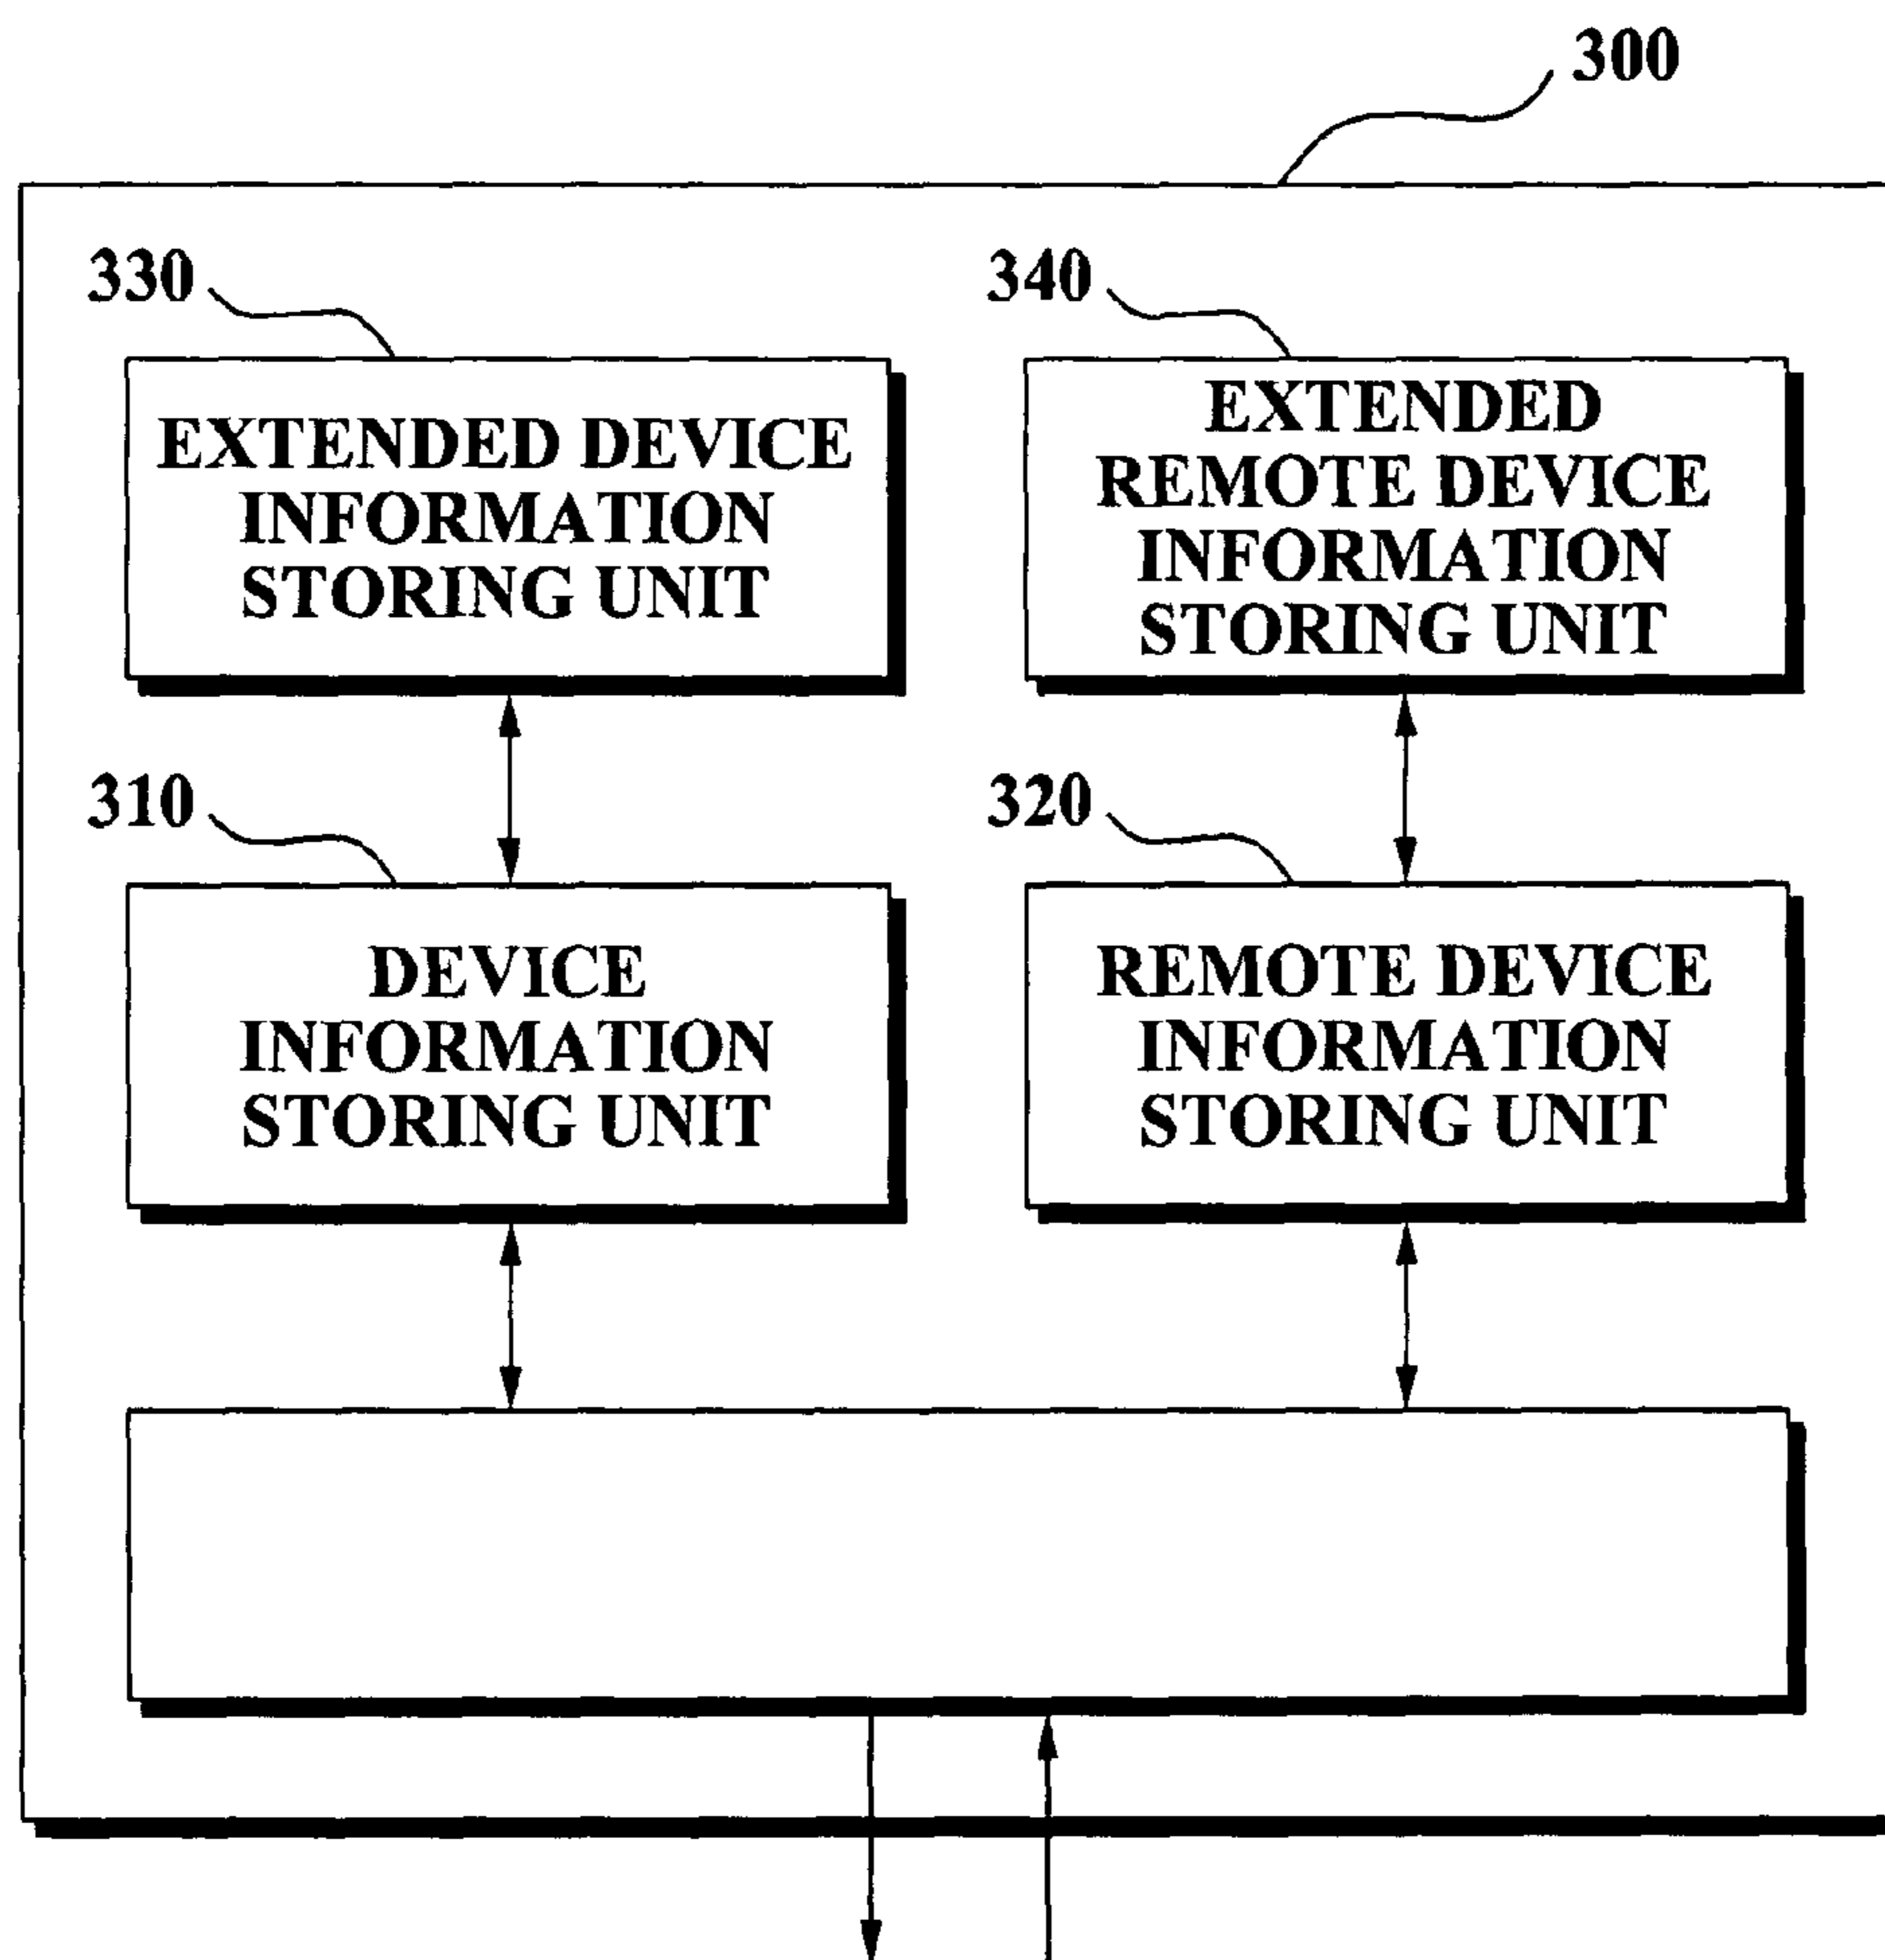 300
330
340
EXTENDED DEVICE
INFORMATION
STORING UNIT
EXTENDED
REMOTE DEVICE
INFORMATION
STORING UNIT
310
320
DEVICE
INFORMATION
STORING UNIT
REMOTE DEVICE
INFORMATION
STORING UNIT